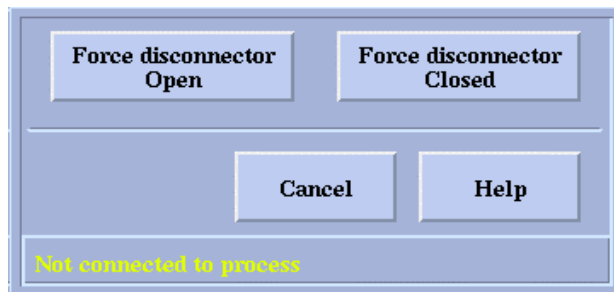 Force disconnector
Open
Force disconnector
Closed
Cancel
Help
Not connected to process